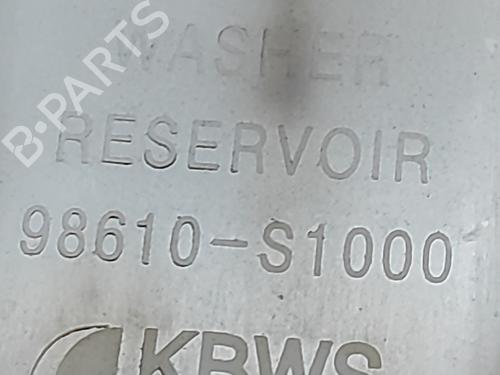 B-PARTS
WASHER
RESERVOIR
98610-S1000
KBWS